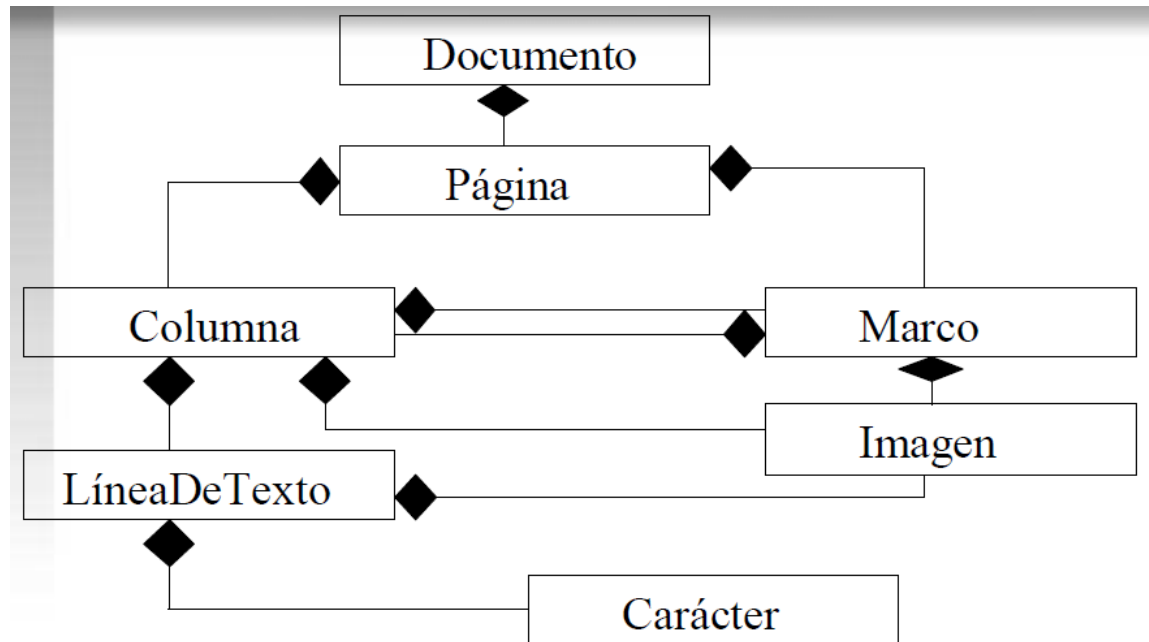 Documento
Página
Columna
Marco
Imagen
LíneaDeTexto
Carácter